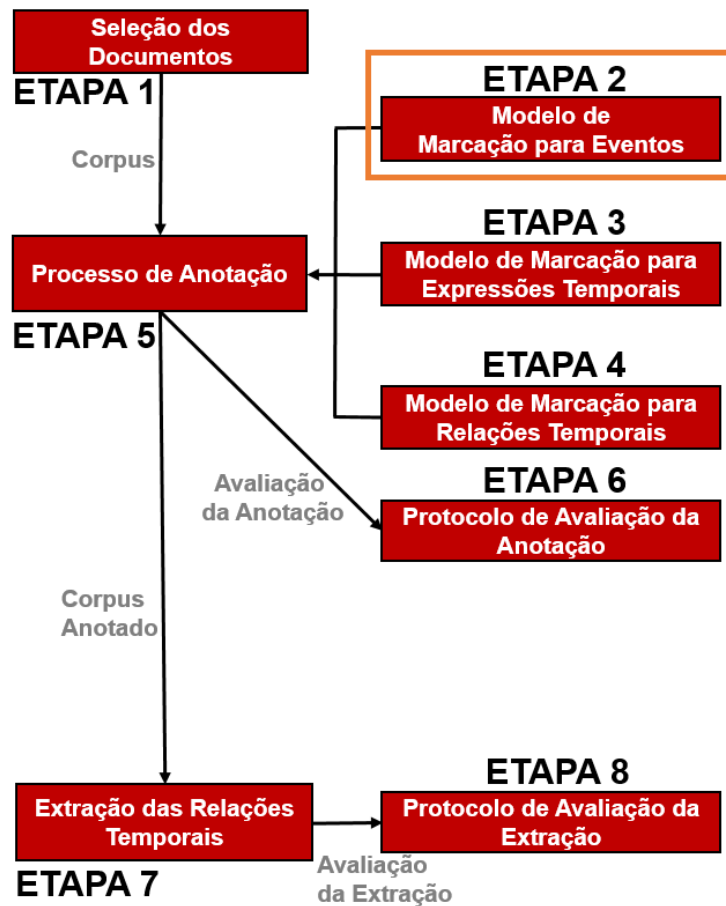 Seleção dos
Documentos
ETAPA 1
ETAPA 2
Modelo de
Marcação para Eventos
Corpus
ETAPA 3
Processo de Anotação
Modelo de Marcação para
Expressões Temporais
ETAPA 5
ETAPA 4
Modelo de Marcação para
Relações Temporais
Avaliação
da Anotação
ETAPA 6
Protocolo de Avaliação da
Anotação
Corpus
Anotado
ETAPA 8
Extração das Relações
Temporais
Protocolo de Avaliação da
Extração
ETAPA 7
Avaliação
da Extração